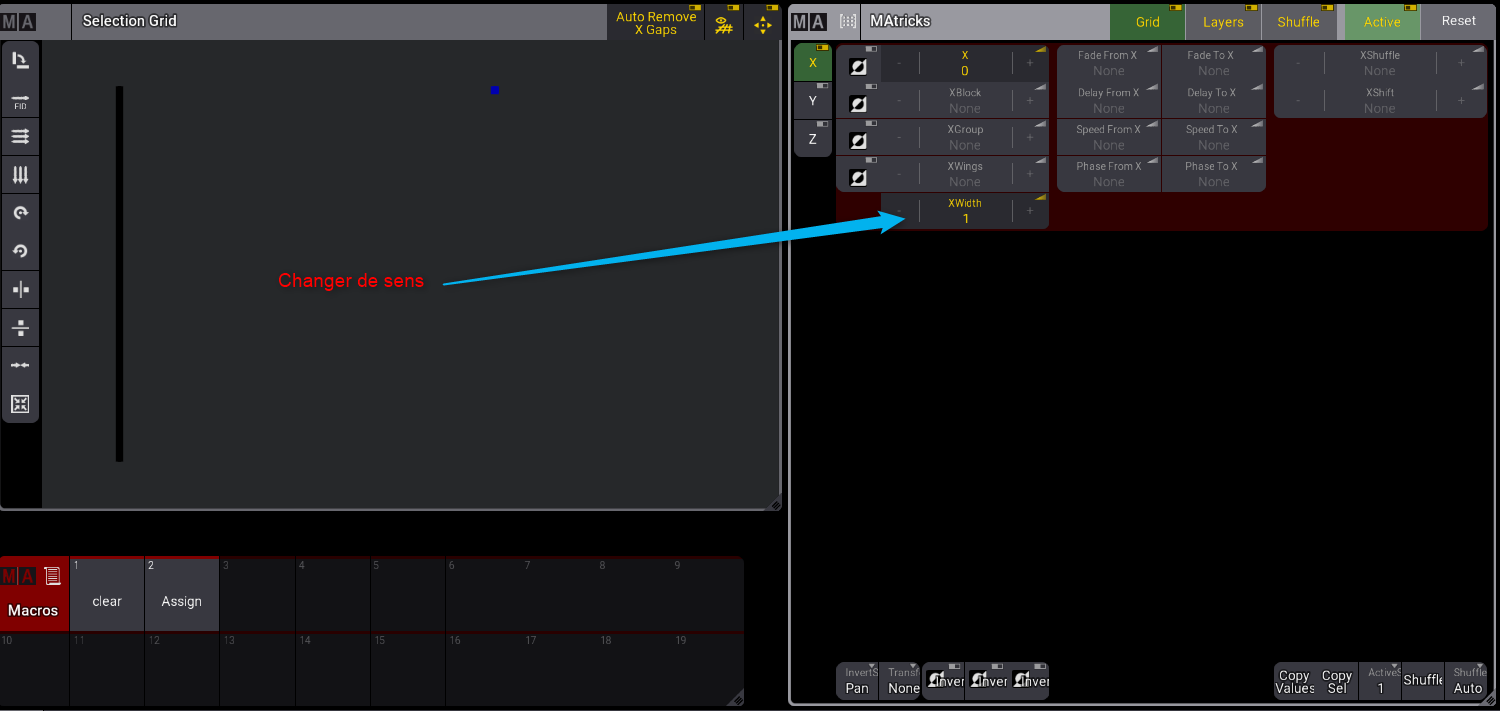 MA Selection Grid
Auto Remove
X Gaps
FID
Changer de sens
MA
Macros
1
clear
2
Assign
3
4
5
6
7
8
9
10
11
12
13
14
15
16
17
18
19
MA MAtricks
Grid
Layers
Shuffle
Active
Reset
X
Y
Z
- X +
0
- XBlock +
None
- XGroup +
None
- XWings +
None
- XWidth +
1
Fade From X
None
Fade To X
None
Delay From X
None
Delay To X
None
Speed From X
None
Speed To X
None
Phase From X
None
Phase To X
None
- XShuffle +
None
- XShift +
None
InvertS
Pan
Transf
None
Inver
Inver
Inver
Copy
Values
Copy
Sel
ActiveS
1
Shuffle
Shuffle
Auto